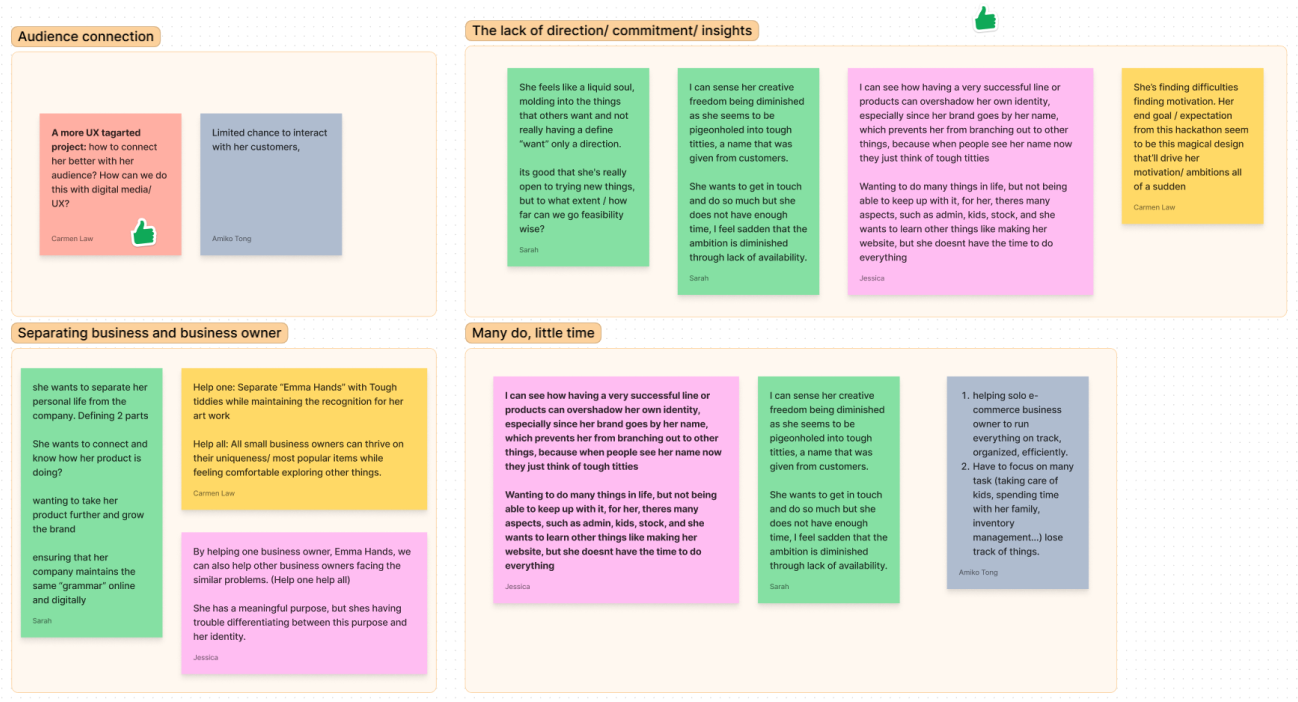 Audience connection
A more UX tagarted
project: how to connect
her better with her
audience? How can we do
this with digital media/
UX?
Carmen Law
Limited chance to interact
with her customers,
Amiko Tong
The lack of direction/ commitment/ insights
She feels like a liquid soul,
molding into the things
that others want and not
really having a define
"want" only a direction.
its good that she's really
open to trying new things,
but to what extent / how
far can we go feasibility
wise?
Sarah
I can sense her creative
freedom being diminished
as she seems to be
pigeonholed into tough
titties, a name that was
given from customers.
She wants to get in touch
and do so much but she
does not have enough
time, I feel sadden that the
ambition is diminished
through lack of availability.
Sarah
I can see how having a very successful line or
products can overshadow her own identity,
especially since her brand goes by her name,
which prevents her from branching out to other
things, because when people see her name now
they just think of tough titties
Wanting to do many things in life, but not being
able to keep up with it, for her, theres many
aspects, such as admin, kids, stock, and she
wants to learn other things like making her
website, but she doesnt have the time to do
everything
Jessica
She's finding difficulties
finding motivation. Her
end goal / expectation
from this hackathon seem
to be this magical design
that'll drive her
motivation/ ambitions all
of a sudden
Carmen Law
Separating business and business owner
she wants to separate her
personal life from the
company. Defining 2 parts
She wants to connect and
know how her product is
doing?
wanting to take her
product further and grow
the brand
ensuring that her
company maintains the
same "grammar" online
and digitally
Sarah
Help one: Separate "Emma Hands" with Tough
tiddies while maintaining the recognition for her
art work
Help all: All small business owners can thrive on
their uniqueness/ most popular items while
feeling comfortable exploring other things.
Carmen Law
By helping one business owner, Emma Hands, we
can also help other business owners facing the
similar problems. (Help one help all)
She has a meaningful purpose, but shes having
trouble differentiating between this purpose and
her identity.
Jessica
Many do, little time
I can see how having a very successful line or
products can overshadow her own identity,
especially since her brand goes by her name,
which prevents her from branching out to other
things, because when people see her name now
they just think of tough titties
Wanting to do many things in life, but not being
able to keep up with it, for her, theres many
aspects, such as admin, kids, stock, and she
wants to learn other things like making her
website, but she doesnt have the time to do
everything
Jessica
I can sense her creative
freedom being diminished
as she seems to be
pigeonholed into tough
titties, a name that was
given from customers.
She wants to get in touch
and do so much but she
does not have enough
time, I feel sadden that the
ambition is diminished
through lack of availability.
Sarah
1. helping solo e-
commerce business
owner to run
everything on track,
organized, efficiently.
2. Have to focus on many
task (taking care of
kids, spending time
with her family,
inventory
management...) lose
track of things.
Amiko Tong